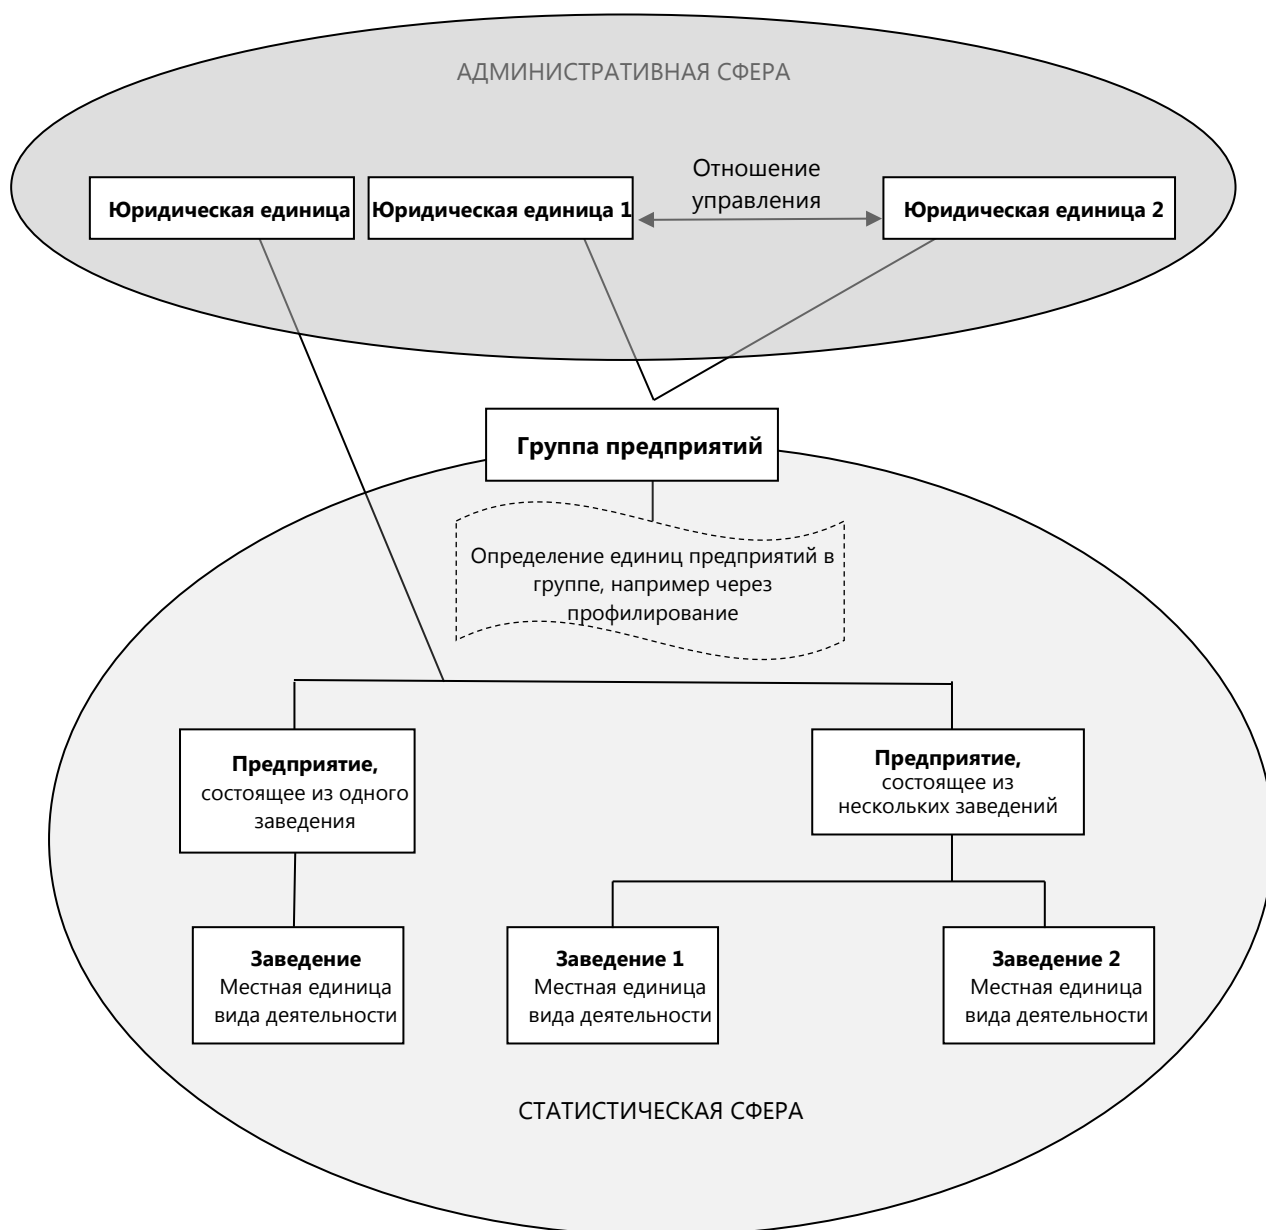 АДМИНИСТРАТИВНАЯ СФЕРА
Отношение
управления
Юридическая единица
Юридическая единица 1
Юридическая единица 2
Группа предприятий
Определение единиц предприятий в
группе, например через
профилирование
Предприятие,
состоящее из одного
заведения
Предприятие,
состоящее из
нескольких заведений
Заведение
Местная единица
вида деятельности
Заведение 1
Местная единица
вида деятельности
Заведение 2
Местная единица
вида деятельности
СТАТИСТИЧЕСКАЯ СФЕРА